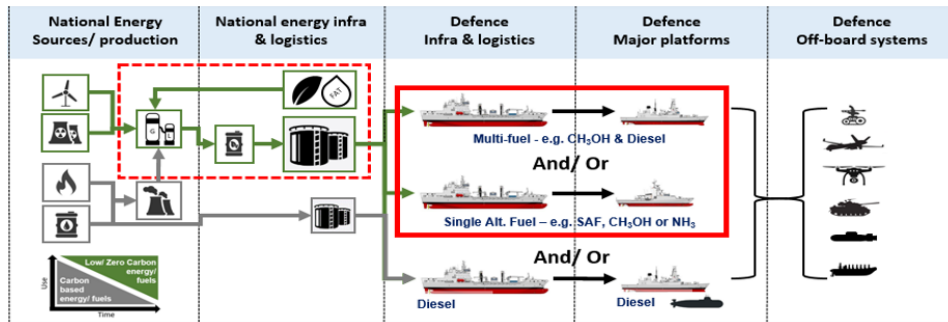 National Energy
Sources/ production
National energy infra
& logistics
Defence
Infra & logistics
Defence
Major platforms
Defence
Off-board systems
FAT
G
L
Multi-fuel - e.g. CH₃OH & Diesel
And/ Or
Single Alt. Fuel – e.g. SAF, CH₃OH or NH₃
And/ Or
Diesel
Diesel
Low/ Zero Carbon
energy/
fuels
Carbon
based
energy/ fuels
Use
Time